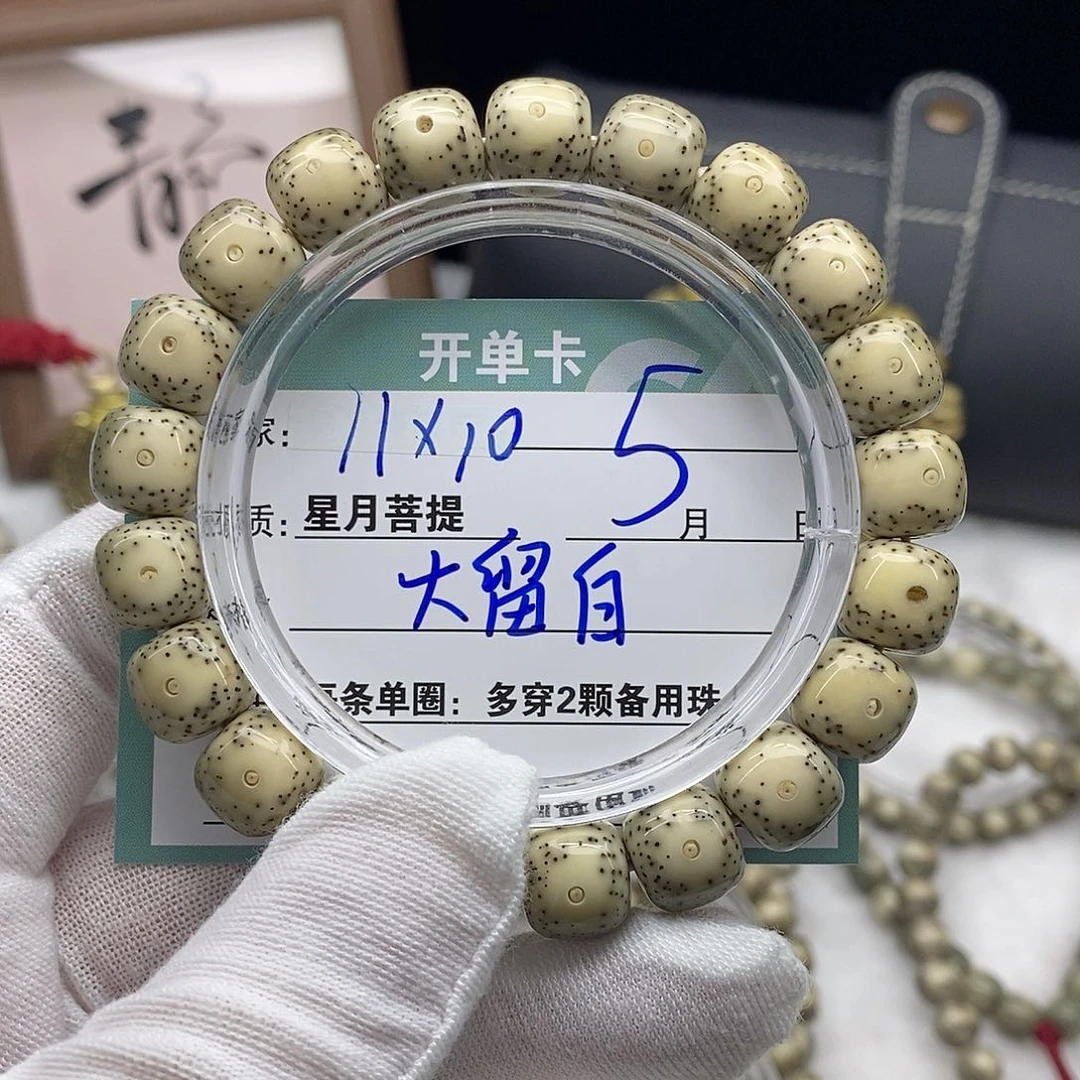 静
开单卡
家: 11×10 5
质: 星月菩提 月 日
大留白
每条单圈：多穿2颗备用珠